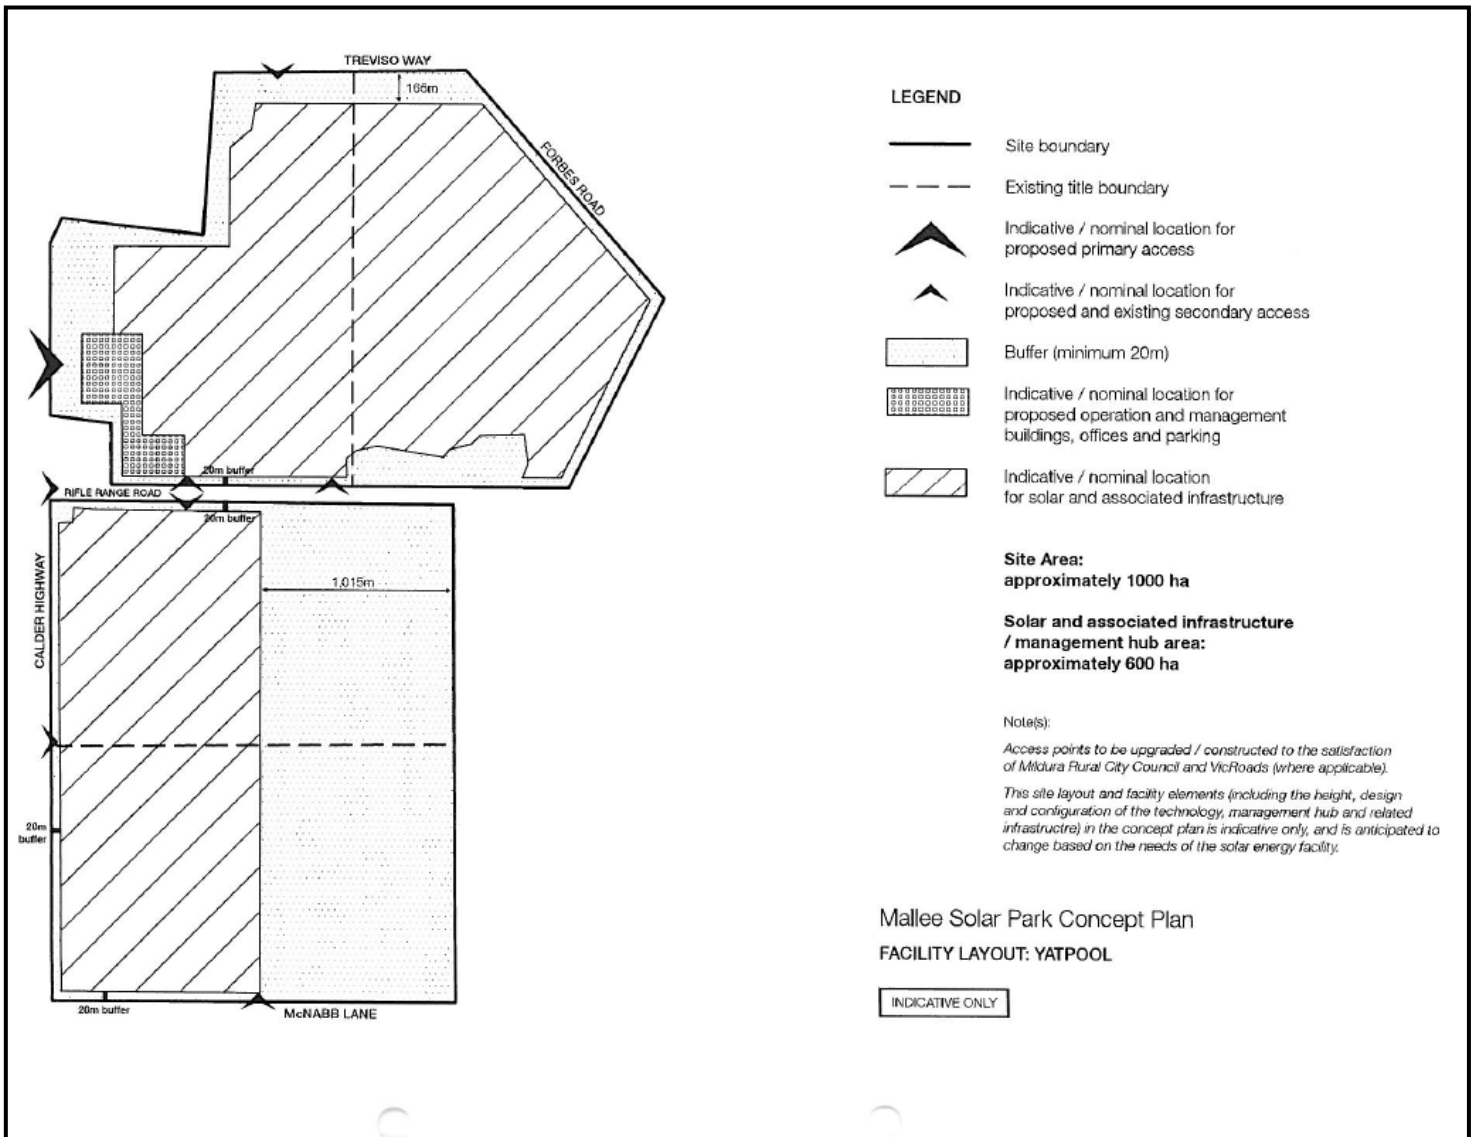 TREVISO WAY
165m
FORBES ROAD
20m buffer
RIFLE RANGE ROAD
20m buffer
1,015m
CALDER HIGHWAY
20m
buffer
20m buffer
McNABB LANE
LEGEND
Site boundary
Existing title boundary
Indicative / nominal location for
proposed primary access
Indicative / nominal location for
proposed and existing secondary access
Buffer (minimum 20m)
Indicative / nominal location for
proposed operation and management
buildings, offices and parking
Indicative / nominal location
for solar and associated infrastructure
Site Area:
approximately 1000 ha
Solar and associated infrastructure
/ management hub area:
approximately 600 ha
Note(s):
Access points to be upgraded / constructed to the satisfaction
of Mildura Rural City Council and VicRoads (where applicable).
This site layout and facility elements (including the height, design
and configuration of the technology, management hub and related
infrastructre) in the concept plan is indicative only, and is anticipated to
change based on the needs of the solar energy facility.
Mallee Solar Park Concept Plan
FACILITY LAYOUT: YATPOOL
INDICATIVE ONLY